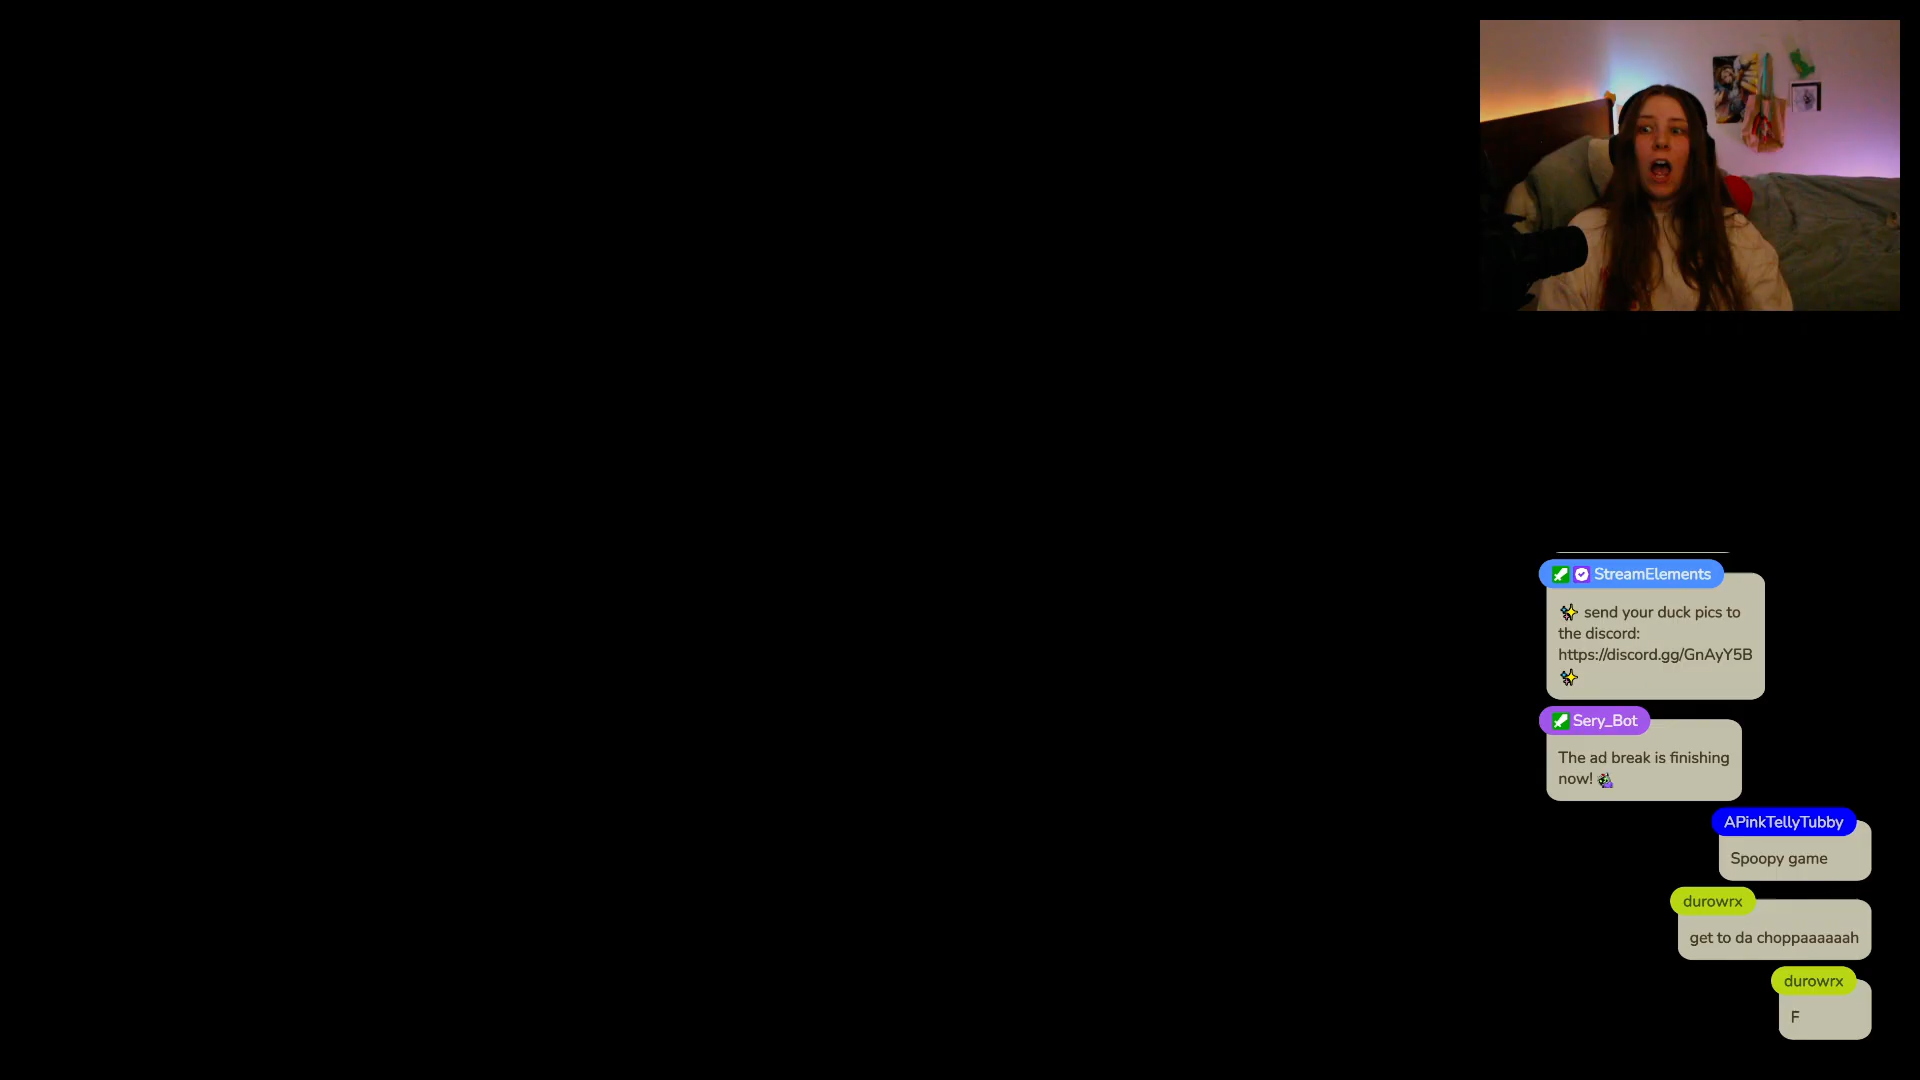 StreamElements
send your duck pics to
the discord:
https://discord.gg/GnAyY5B
Sery_Bot
The ad break is finishing
now!
APinkTellyTubby
Spoopy game
durowrx
get to da choppaaaaaah
durowrx
F